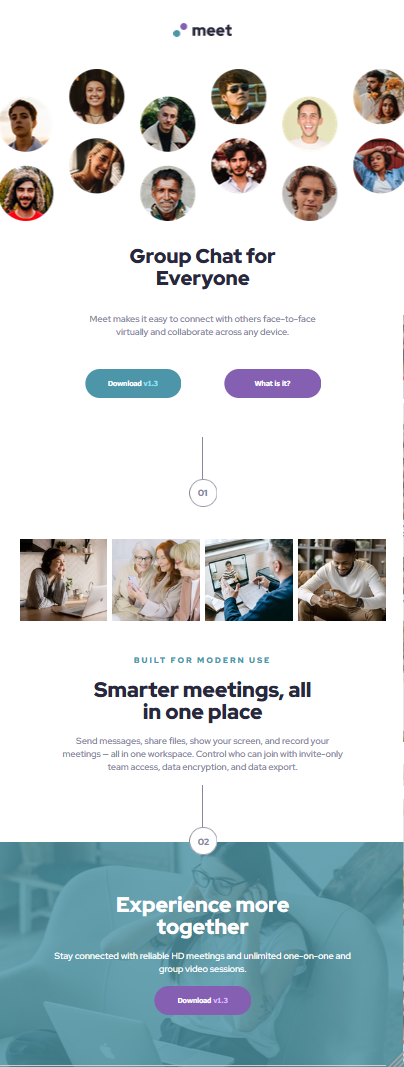 meet
Group Chat for
Everyone
Meet makes it easy to connect with others face-to-face
virtually and collaborate across any device.
Download v1.3
What is it?
01
BUILT FOR MODERN USE
Smarter meetings, all
in one place
Send messages, share files, show your screen, and record your
meetings — all in one workspace. Control who can join with invite-only
team access, data encryption, and data export.
02
Experience more
together
Stay connected with reliable HD meetings and unlimited one-on-one and
group video sessions.
Download v1.3